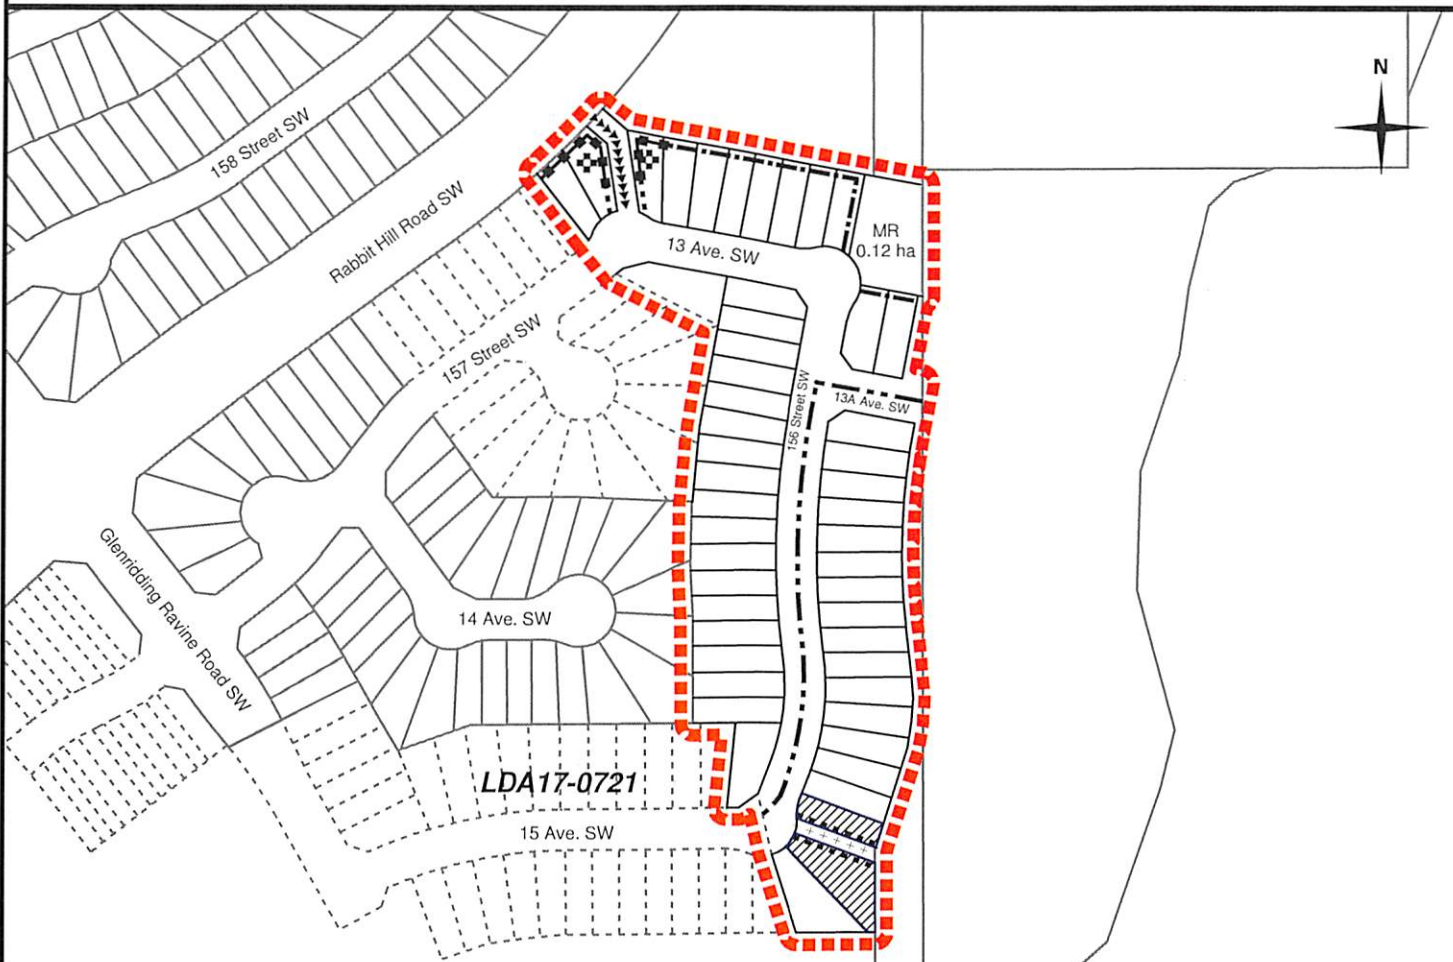 N
158 Street SW
Rabbit Hill Road SW
MR
0.12 ha
13 Ave. SW
157 Street SW
156 Street SW
13A Ave. SW
Glenridding Ravine Road SW
14 Ave. SW
LDA17-0721
15 Ave. SW